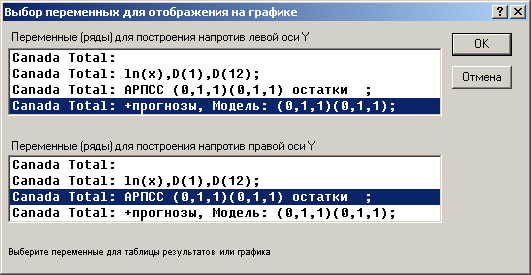 Выбор переменных для отображения на графике
Переменные (ряды) для построения напротив левой оси Y
OK
Canada Total:
Canada Total: ln(x),D(1),D(12);
Отмена
Canada Total: АРПСС (0,1,1)(0,1,1) остатки  ;
Canada Total: +прогнозы, Модель: (0,1,1)(0,1,1);
Переменные (ряды) для построения напротив правой оси Y
Canada Total:
Canada Total: ln(x),D(1),D(12);
Canada Total: АРПСС (0,1,1)(0,1,1) остатки  ;
Canada Total: +прогнозы, Модель: (0,1,1)(0,1,1);
Выберите переменные для таблицы результатов или графика